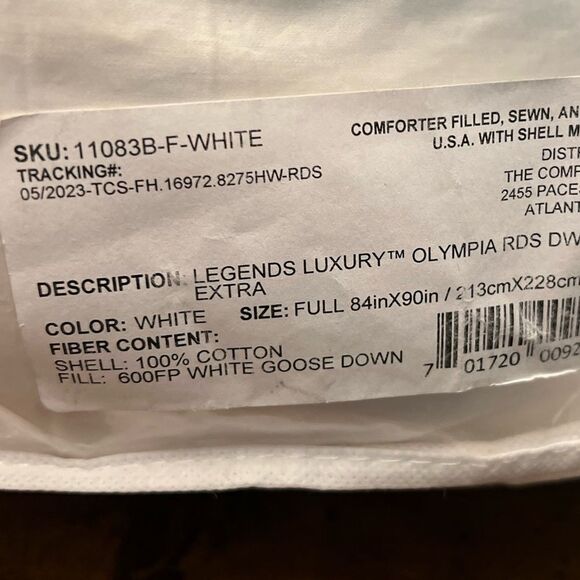 SKU: 11083B-F-WHITE
TRACKING#:
05/2023-TCS-FH.16972.8275HW-RDS
COMFORTER FILLED, SEWN, AN
U.S.A. WITH SHELL M
DISTR
THE COMP
2455 PACES
ATLANT
DESCRIPTION: LEGENDS LUXURY™ OLYMPIA RDS DW
EXTRA
COLOR: WHITE SIZE: FULL 84inX90in / 213cmX228cm
FIBER CONTENT:
SHELL: 100% COTTON
FILL: 600FP WHITE GOOSE DOWN
7 01720 0092